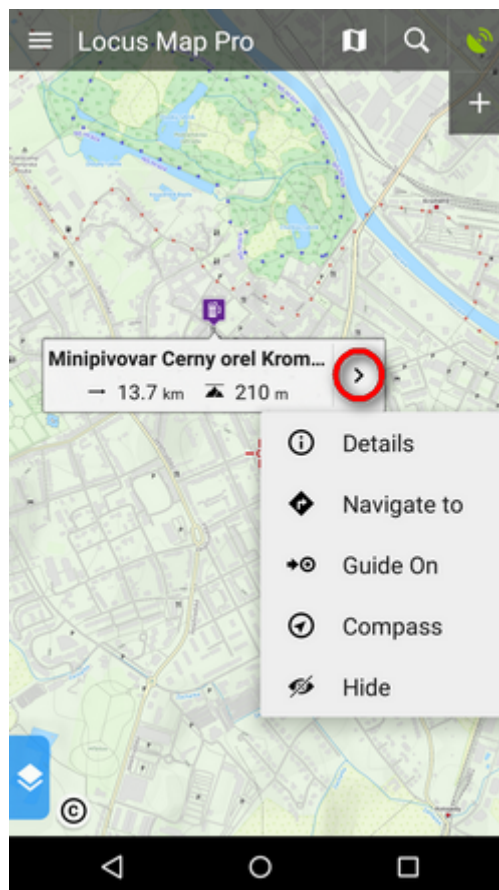 Locus Map Pro
Minipivovar Cerny orel Krom...
13.7 km 210 m
Details
Navigate to
Guide On
Compass
Hide
©